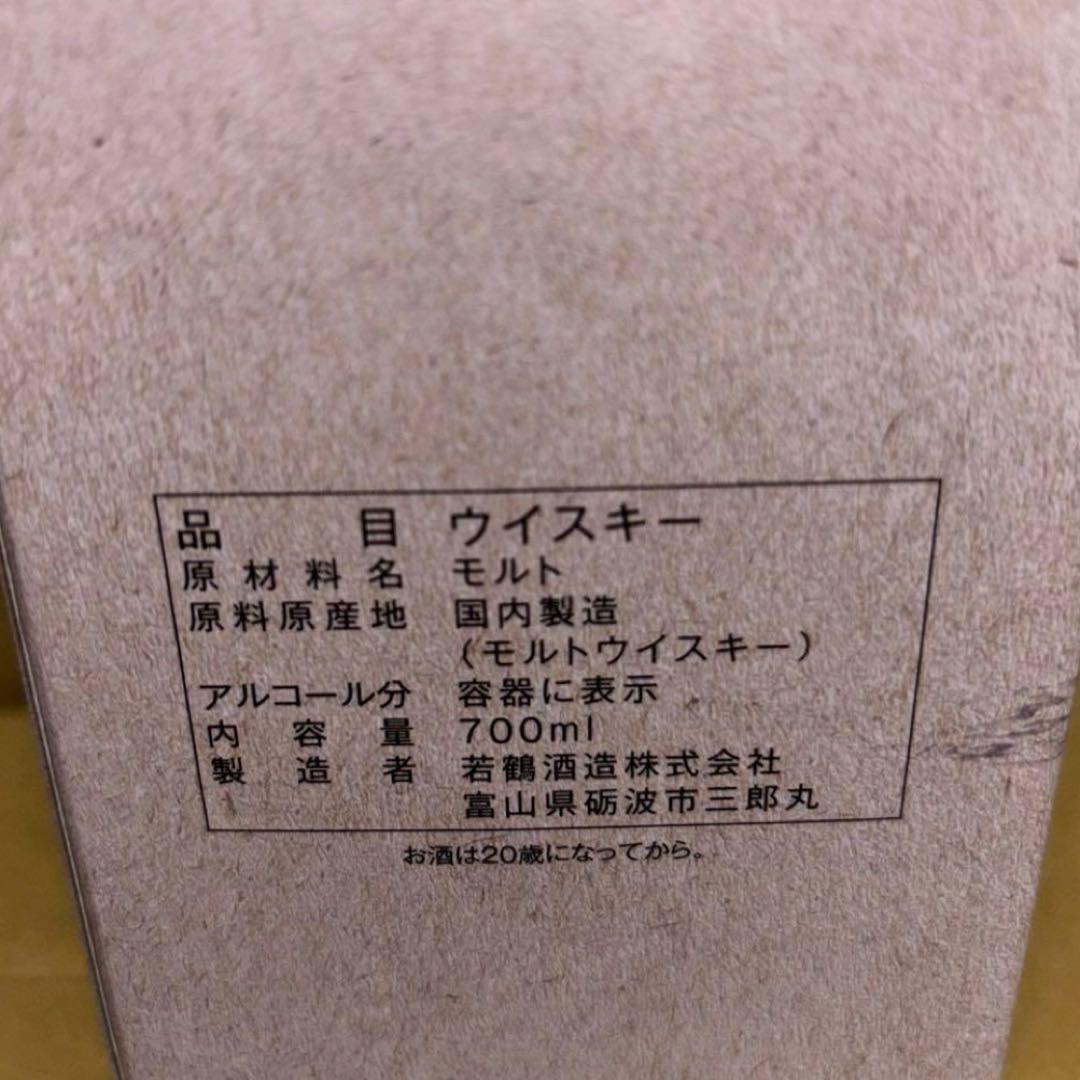 品目 ウイスキー
原材料名 モルト
原料原産地 国内製造
(モルトウイスキー)
アルコール分 容器に表示
内容量 700ml
製造者 若鶴酒造株式会社
富山県砺波市三郎丸
お酒は20歳になってから。